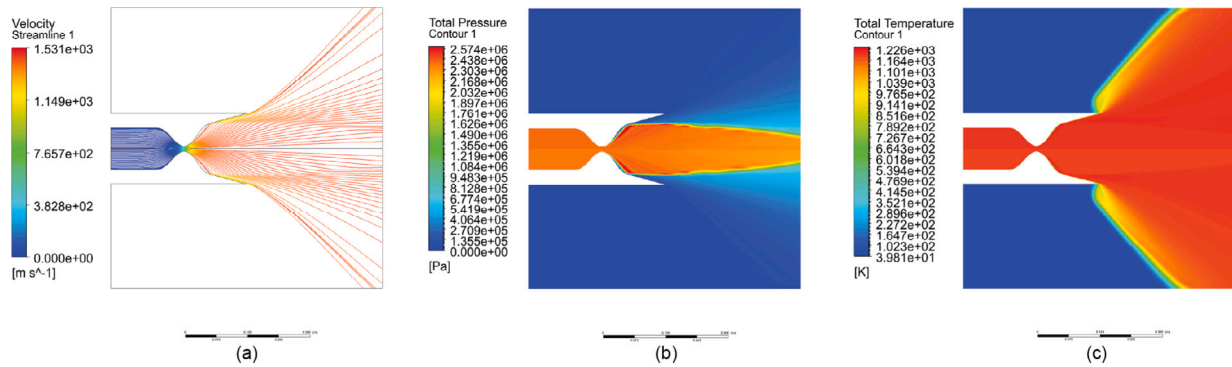 Velocity
Streamline 1
1.531e+03
1.149e+03
7.657e+02
3.828e+02
0.000e+00
[m s^-1]
(a)
Total Pressure
Contour 1
2.574e+06
2.438e+06
2.303e+06
2.168e+06
2.032e+06
1.897e+06
1.761e+06
1.626e+06
1.490e+06
1.355e+06
1.219e+06
1.084e+06
9.483e+05
8.128e+05
6.774e+05
5.419e+05
4.064e+05
2.709e+05
1.355e+05
0.000e+00
[Pa]
(b)
Total Temperature
Contour 1
1.226e+03
1.164e+03
1.101e+03
1.039e+03
9.765e+02
9.141e+02
8.516e+02
7.892e+02
7.267e+02
6.643e+02
6.018e+02
5.394e+02
4.769e+02
4.145e+02
3.521e+02
2.896e+02
2.272e+02
1.647e+02
1.023e+02
3.981e+01
[K]
(c)